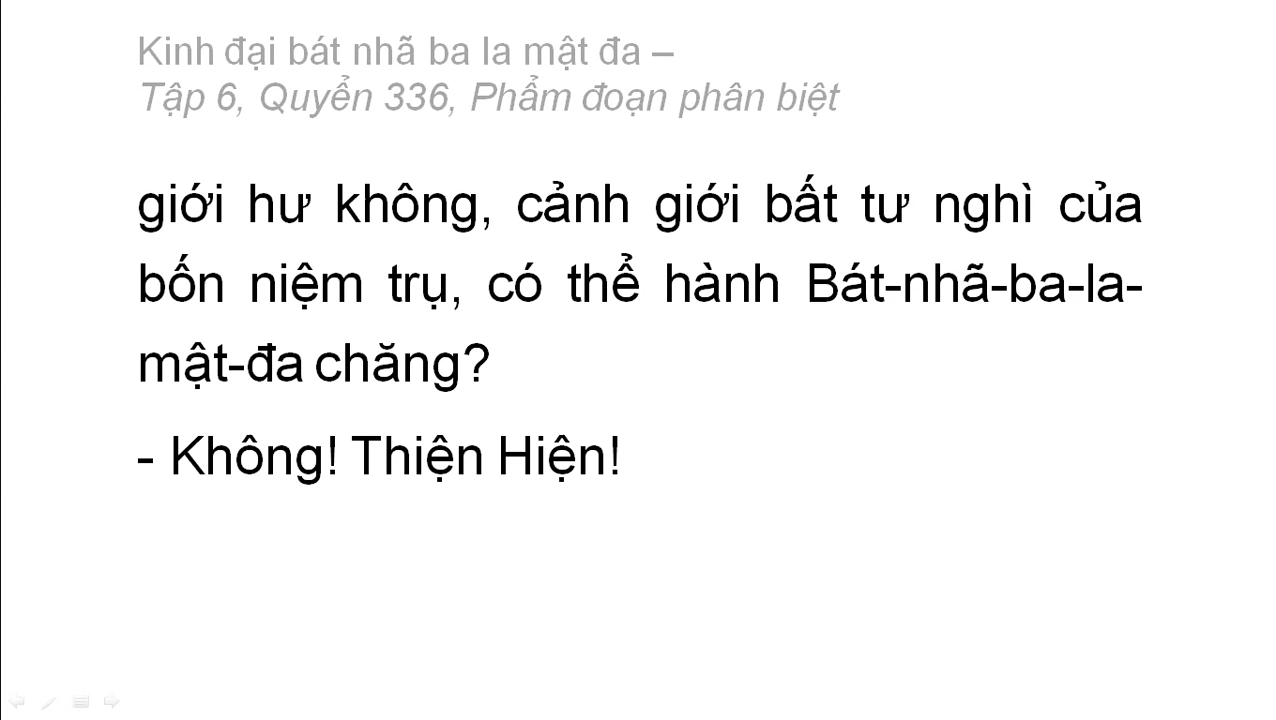 Kinh đại bát nhã ba la mật đa –
Tập 6, Quyển 336, Phẩm đoạn phân biệt
giới hư không, cảnh giới bất tư nghì của
bốn niệm trụ, có thể hành Bát-nhã-ba-la-
mật-đa chăng?
- Không! Thiện Hiện!